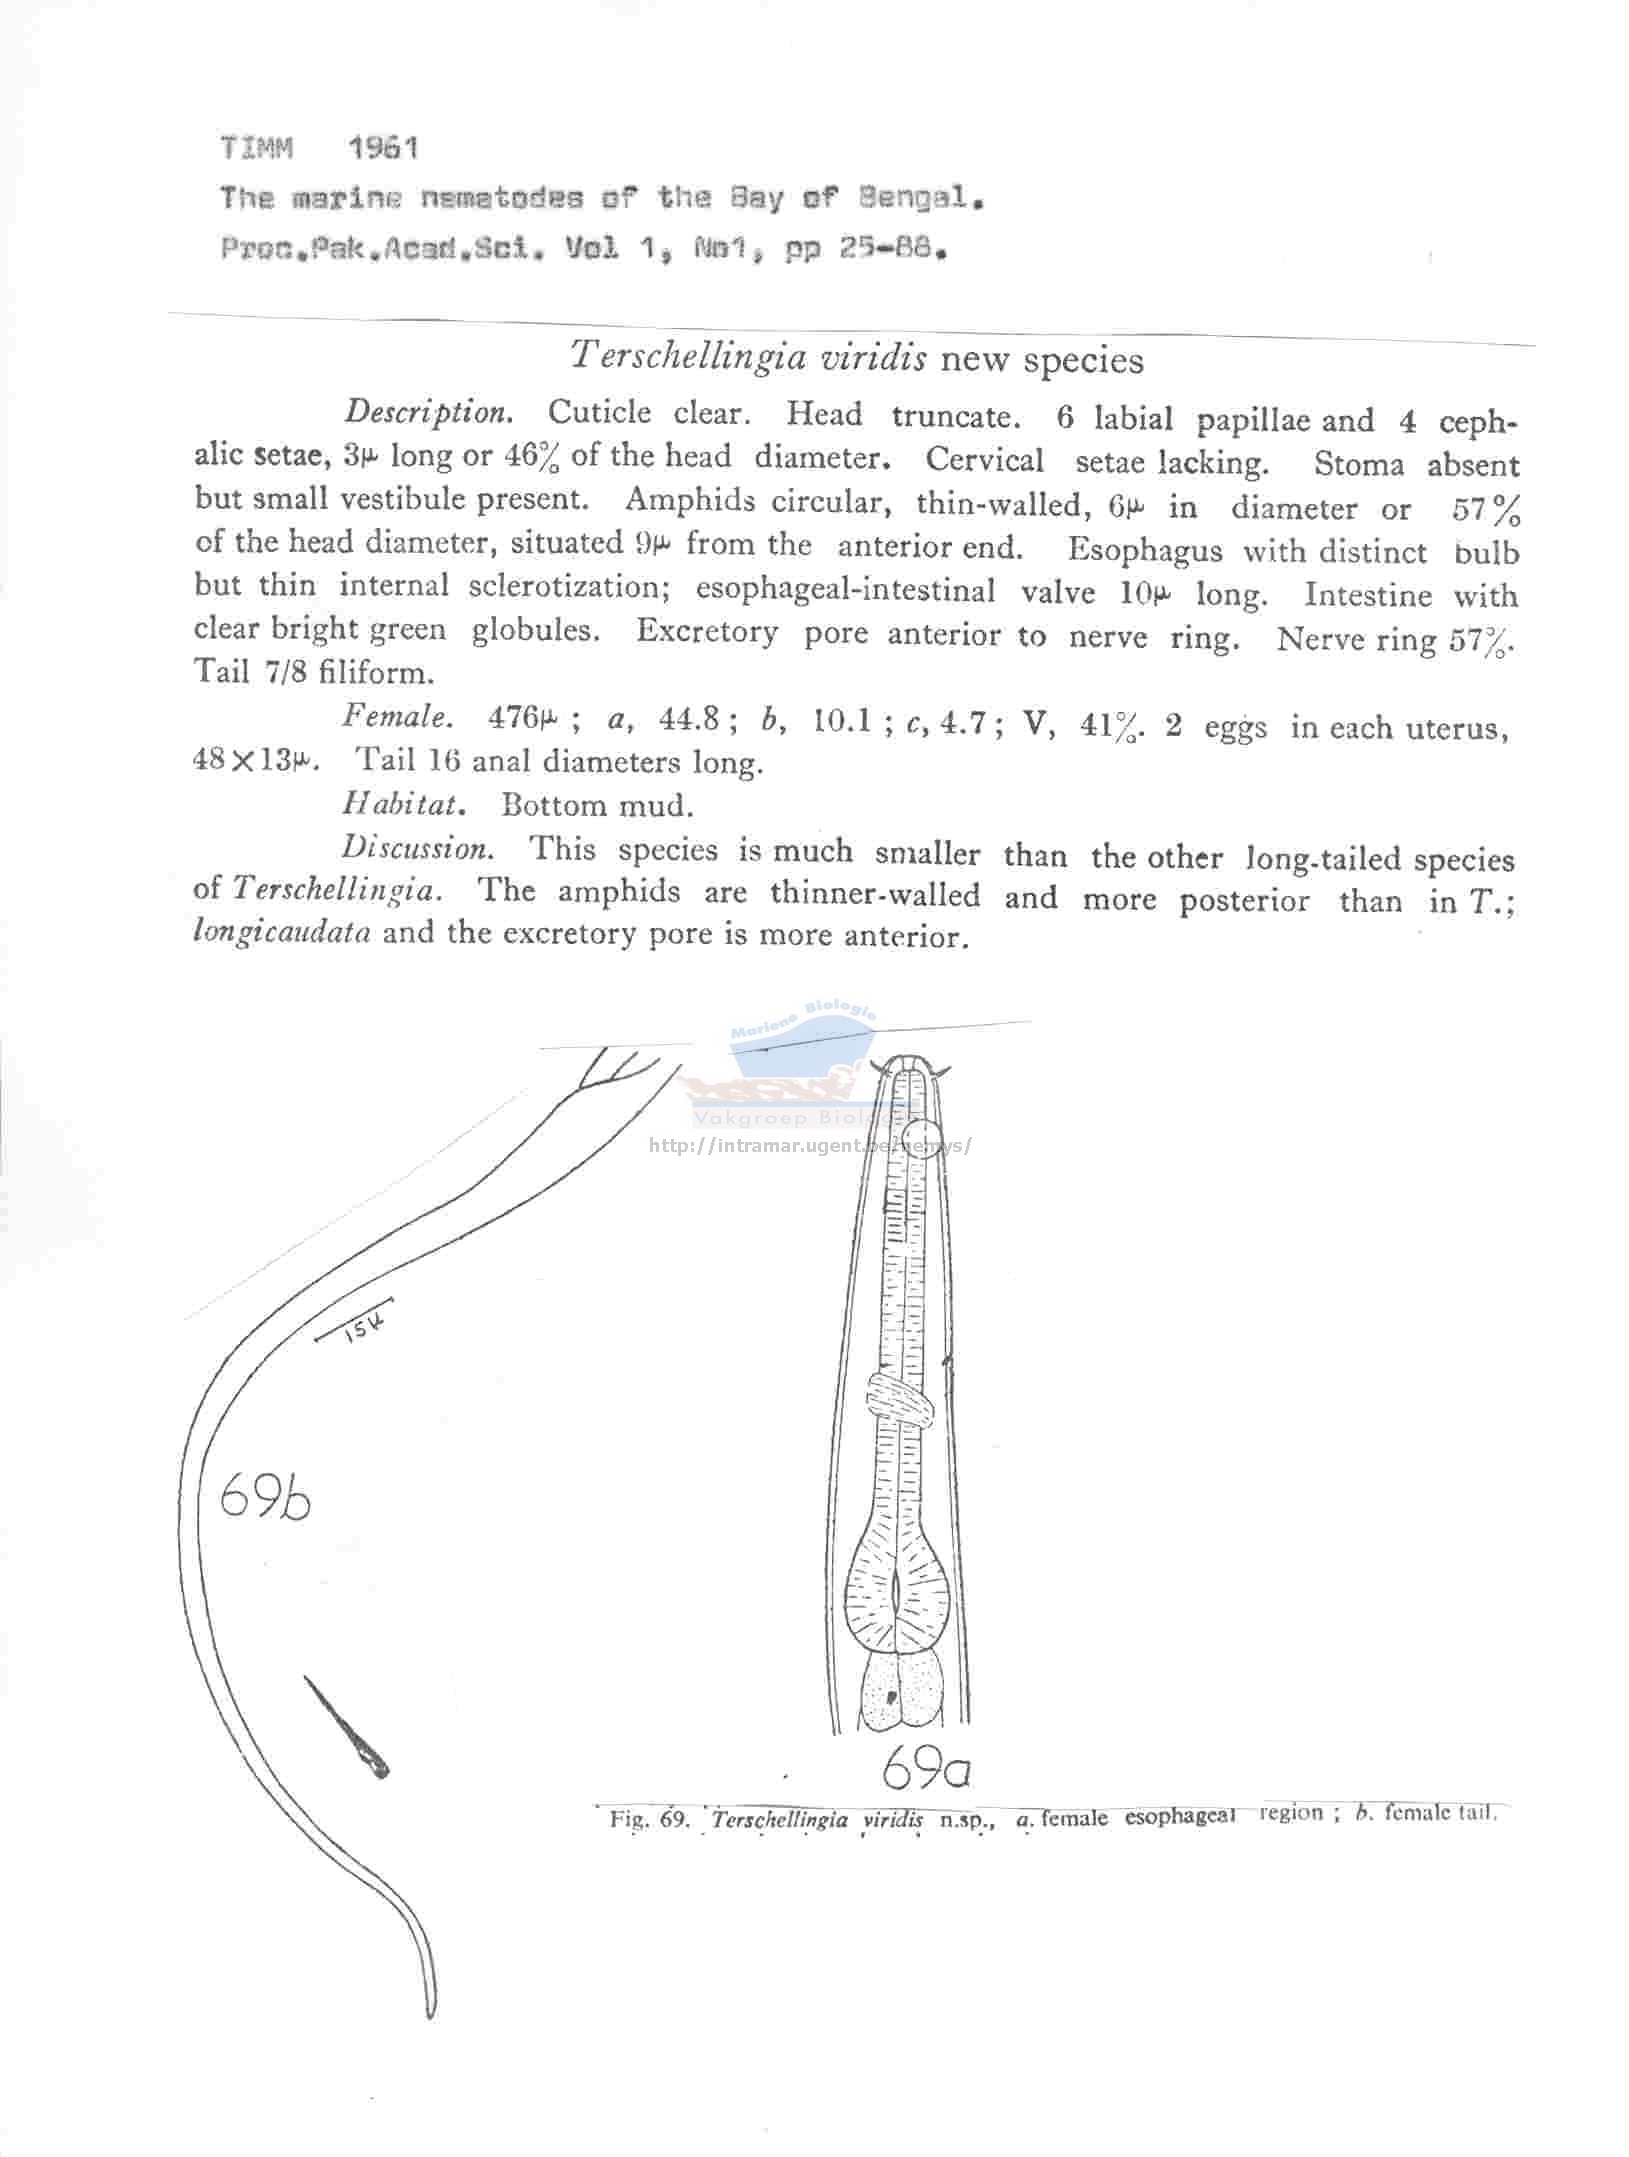 TIMM 1961
The marine nematodes of the Bay of Bengal.
Proc.Pak.Acad.Sci. Vol 1, No1, pp 25-88.
Terschellingia viridis new species
Description. Cuticle clear. Head truncate. 6 labial papillae and 4 ceph-
alic setae, 3μ long or 46% of the head diameter. Cervical setae lacking. Stoma absent
but small vestibule present. Amphids circular, thin-walled, 6μ in diameter or 57%
of the head diameter, situated 9μ from the anterior end. Esophagus with distinct bulb
but thin internal sclerotization; esophageal-intestinal valve 10μ long. Intestine with
clear bright green globules. Excretory pore anterior to nerve ring. Nerve ring 57%.
Tail 7/8 filiform.
Female. 476μ ; a, 44.8 ; b, 10.1 ; c, 4.7 ; V, 41%. 2 eggs in each uterus,
48×13μ. Tail 16 anal diameters long.
Habitat. Bottom mud.
Discussion. This species is much smaller than the other long-tailed species
of Terschellingia. The amphids are thinner-walled and more posterior than in T.;
longicaudata and the excretory pore is more anterior.
Mariene Biologie
Vakgroep Biologie
http://intramar.ugent.be/nemys/
15μ
69b
69a
Fig. 69. Terschellingia viridis n.sp., a. female esophageal region ; b. female tail.